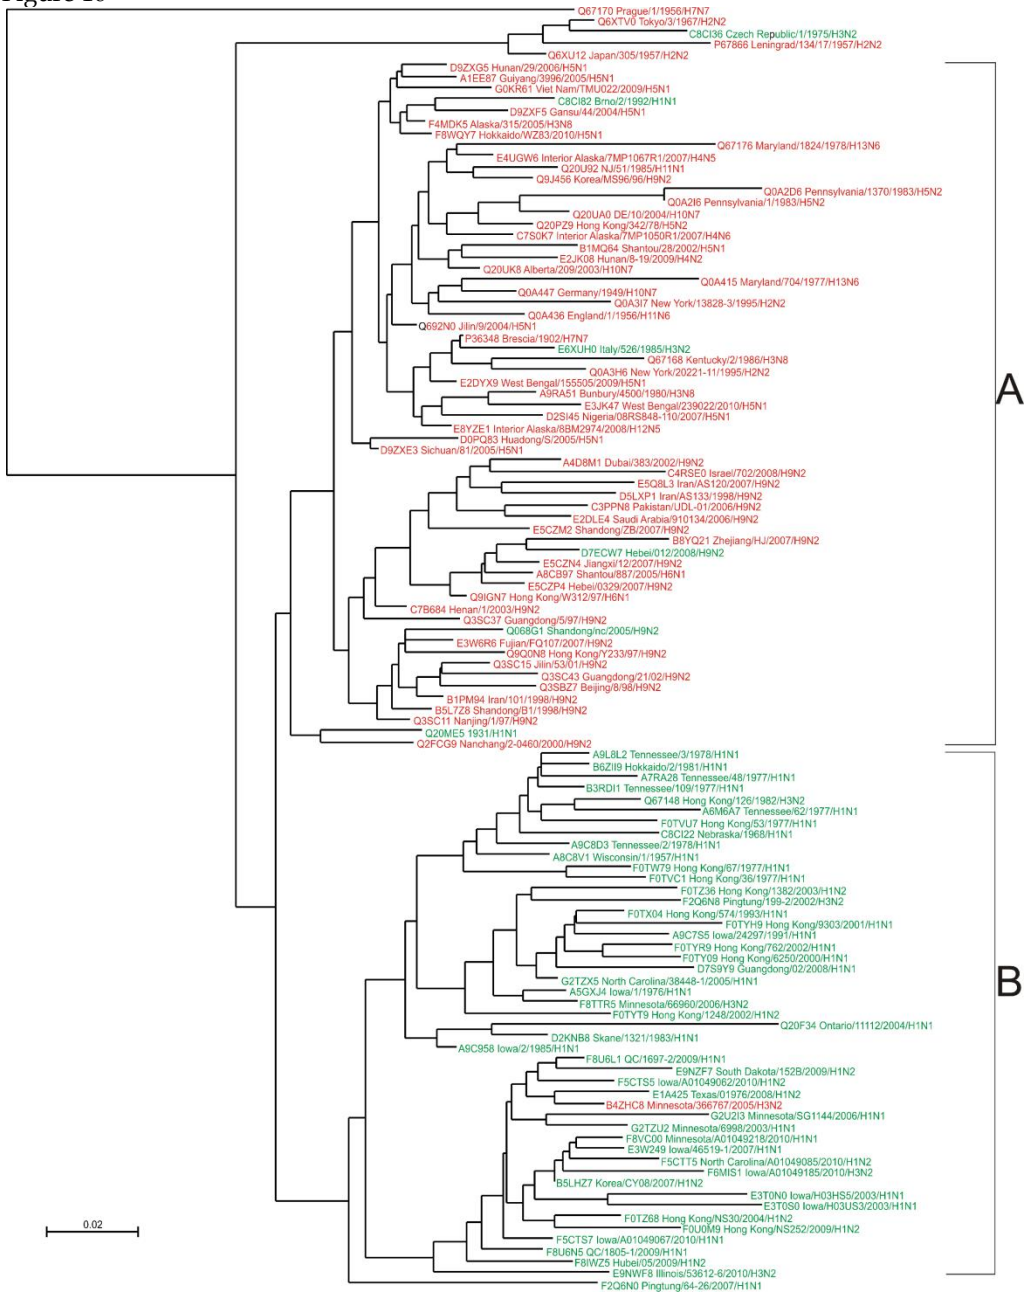 Q67170 Prague/1/1956/H7N7
Q6XTV0 Tokyo/3/1967/H2N2
C8CI36 Czech Republic/1/1975/H3N2
P67866 Leningrad/134/17/1957/H2N2
Q6XU12 Japan/305/1957/H2N2
D9ZXG5 Hunan/29/2006/H5N1
A1EE87 Guiyang/3996/2005/H5N1
G0KR61 Viet Nam/TMU022/2009/H5N1
C8CI82 Brno/2/1992/H1N1
D9ZXF5 Gansu/44/2004/H5N1
F4MDK5 Alaska/315/2005/H3N8
F8WQY7 Hokkaido/WZ83/2010/H5N1
Q67176 Maryland/1824/1978/H13N6
E4UGW6 Interior Alaska/7MP1067R1/2007/H4N5
Q20U92 NJ/51/1985/H11N1
Q9J456 Korea/MS96/96/H9N2
Q0A2D6 Pennsylvania/1370/1983/H5N2
Q0A2I6 Pennsylvania/1/1983/H5N2
Q20UA0 DE/10/2004/H10N7
Q20PZ9 Hong Kong/342/78/H5N2
C7S0K7 Interior Alaska/7MP1050R1/2007/H4N6
B1MQ64 Shantou/28/2002/H5N1
E2JK08 Hunan/8-19/2009/H4N2
Q20UK8 Alberta/209/2003/H10N7
Q0A415 Maryland/704/1977/H13N6
Q0A447 Germany/1949/H10N7
Q0A3I7 New York/13828-3/1995/H2N2
Q0A436 England/1/1956/H11N6
Q692N0 Jilin/9/2004/H5N1
P36348 Brescia/1902/H7N7
E6XUH0 Italy/526/1985/H3N2
Q67168 Kentucky/2/1986/H3N8
Q0A3H6 New York/20221-11/1995/H2N2
E2DYX9 West Bengal/155505/2009/H5N1
A9RA51 Bunbury/4500/1980/H3N8
E3JK47 West Bengal/239022/2010/H5N1
D2SI45 Nigeria/08RS848-110/2007/H5N1
E8YZE1 Interior Alaska/8BM2974/2008/H12N5
D0PQ83 Huadong/S/2005/H5N1
D9ZXE3 Sichuan/81/2005/H5N1
A
A4D8M1 Dubai/383/2002/H9N2
C4RSE0 Israel/702/2008/H9N2
E5Q8L3 Iran/AS120/2007/H9N2
D5LXP1 Iran/AS133/1998/H9N2
C3PPN8 Pakistan/UDL-01/2006/H9N2
E2DLE4 Saudi Arabia/910134/2006/H9N2
E5CZM2 Shandong/ZB/2007/H9N2
B8YQ21 Zhejiang/HJ/2007/H9N2
D7ECW7 Hebei/012/2008/H9N2
E5CZN4 Jiangxi/12/2007/H9N2
A8CB97 Shantou/887/2005/H6N1
E5CZP4 Hebei/0329/2007/H9N2
Q9IGN7 Hong Kong/W312/97/H6N1
C7B684 Henan/1/2003/H9N2
Q3SC37 Guangdong/5/97/H9N2
Q068G1 Shandong/nc/2005/H9N2
E3W6R6 Fujian/FQ107/2007/H9N2
Q9Q0N8 Hong Kong/Y233/97/H9N2
Q3SC15 Jilin/53/01/H9N2
Q3SC43 Guangdong/21/02/H9N2
Q3SBZ7 Beijing/8/98/H9N2
B1PM94 Iran/101/1998/H9N2
B5L7Z8 Shandong/B1/1998/H9N2
Q3SC11 Nanjing/1/97/H9N2
Q20ME5 1931/H1N1
Q2FCG9 Nanchang/2-0460/2000/H9N2
A9L8L2 Tennessee/3/1978/H1N1
B6ZII9 Hokkaido/2/1981/H1N1
A7RA28 Tennessee/48/1977/H1N1
B3RDI1 Tennessee/109/1977/H1N1
Q67148 Hong Kong/126/1982/H3N2
A6M6A7 Tennessee/62/1977/H1N1
F0TVU7 Hong Kong/53/1977/H1N1
C8CI22 Nebraska/1968/H1N1
A9C8D3 Tennessee/2/1978/H1N1
A8C8V1 Wisconsin/1/1957/H1N1
F0TW79 Hong Kong/67/1977/H1N1
F0TVC1 Hong Kong/36/1977/H1N1
F0TZ36 Hong Kong/1382/2003/H1N2
F2Q6N8 Pingtung/199-2/2002/H3N2
F0TX04 Hong Kong/574/1993/H1N1
F0TYH9 Hong Kong/9303/2001/H1N1
A9C7S5 Iowa/24297/1991/H1N1
F0TYR9 Hong Kong/762/2002/H1N1
F0TY09 Hong Kong/6250/2000/H1N1
D7S9Y9 Guangdong/02/2008/H1N1
G2TZX5 North Carolina/38448-1/2005/H1N1
B
A5GXJ4 Iowa/1/1976/H1N1
F8TTR5 Minnesota/66960/2006/H3N2
F0TYT9 Hong Kong/1248/2002/H1N2
Q20F34 Ontario/11112/2004/H1N1
D2KNB8 Skane/1321/1983/H1N1
A9C958 Iowa/2/1985/H1N1
F8U6L1 QC/1697-2/2009/H1N1
E9NZF7 South Dakota/152B/2009/H1N2
F5CTS5 Iowa/A01049062/2010/H1N2
E1A425 Texas/01976/2008/H1N2
B4ZHC8 Minnesota/366767/2005/H3N2
G2U2I3 Minnesota/SG1144/2006/H1N1
G2TZU2 Minnesota/6998/2003/H1N1
F8VC00 Minnesota/A01049218/2010/H1N1
E3W249 Iowa/46519-1/2007/H1N1
F5CTT5 North Carolina/A01049085/2010/H1N2
F6MIS1 Iowa/A01049185/2010/H3N2
B5LHZ7 Korea/CY08/2007/H1N2
E3T0N0 Iowa/H03HS5/2003/H1N1
E3T0S0 Iowa/H03US3/2003/H1N1
F0TZ68 Hong Kong/NS30/2004/H1N2
F0U0M9 Hong Kong/NS252/2009/H1N2
0.02
F5CTS7 Iowa/A01049067/2010/H1N1
F8U6N5 QC/1805-1/2009/H1N1
F8IWZ5 Hubei/05/2009/H1N2
E9NWF8 Illinois/53612-6/2010/H3N2
F2Q6N0 Pingtung/64-26/2007/H1N1